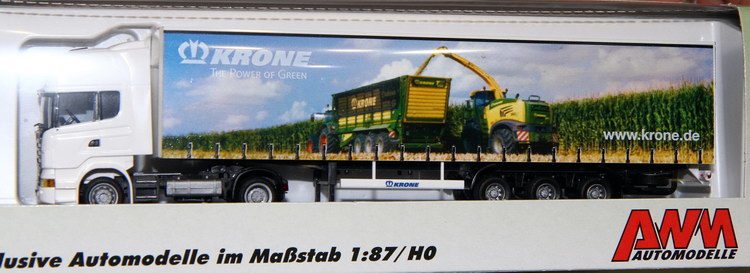 KRONE
THE POWER OF GREEN
KRONE
www.krone.de
KRONE
lusive Automodelle im Maßstab 1:87/H0
AWM
AUTOMODELLE